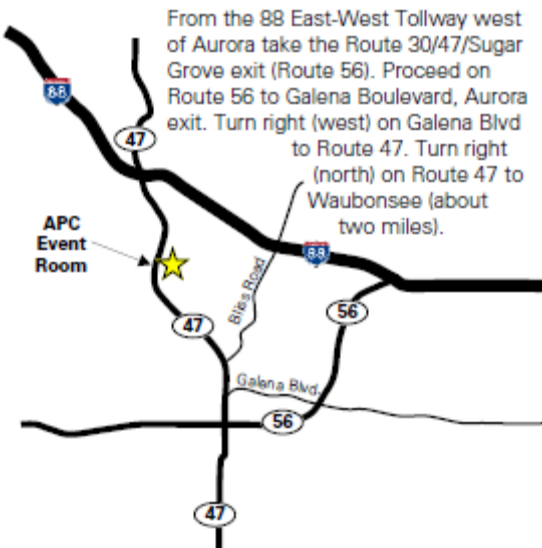 From the 88 East-West Tollway west
of Aurora take the Route 30/47/Sugar
Grove exit (Route 56). Proceed on
Route 56 to Galena Boulevard, Aurora
exit. Turn right (west) on Galena Blvd
to Route 47. Turn right
(north) on Route 47 to
Waubonsee (about
two miles).
88
47
APC
Event
Room
88
Bliss Road
47
56
Galena Blvd.
56
47